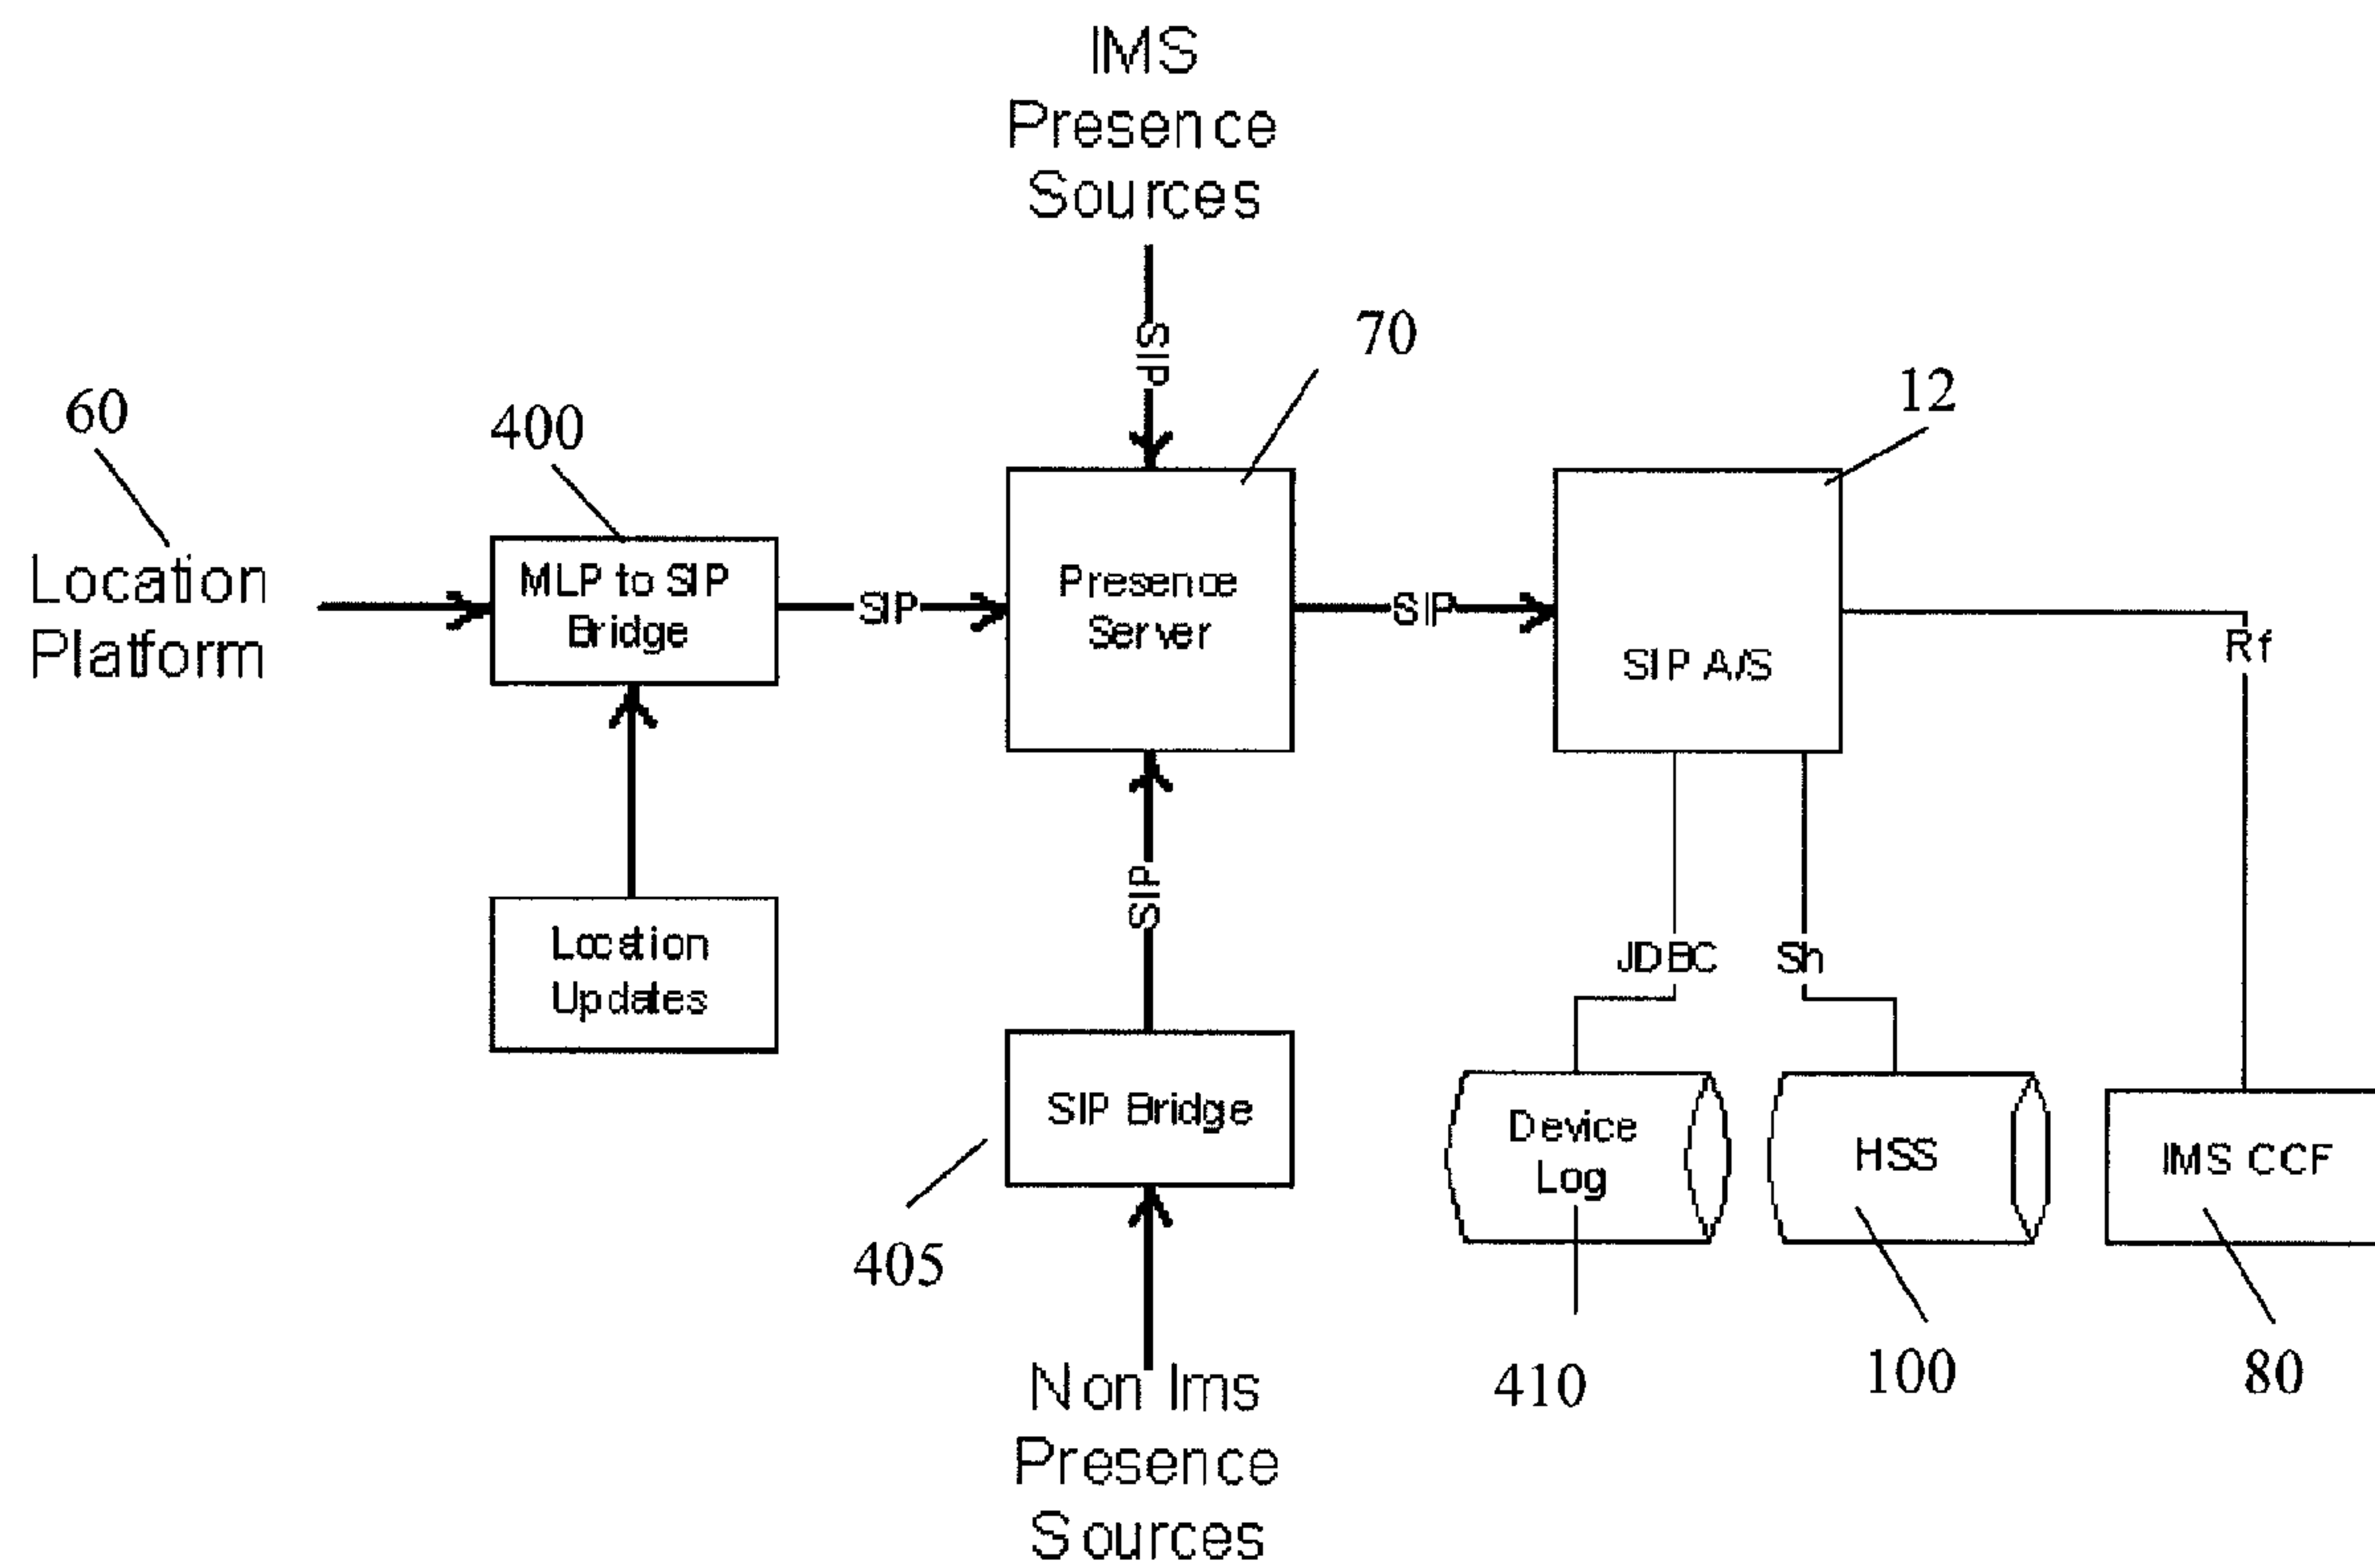 IMS
Presence
Sources
SIP
70
12
60
400
Location
Platform
MLP to SIP
Bridge
SIP
Presence
Server
SIP
SIP A/S
Rf
Location
Updates
SIP
JDBC
Sh
SIP Bridge
405
Device
Log
HSS
IMS CCF
410
100
80
Non Ims
Presence
Sources